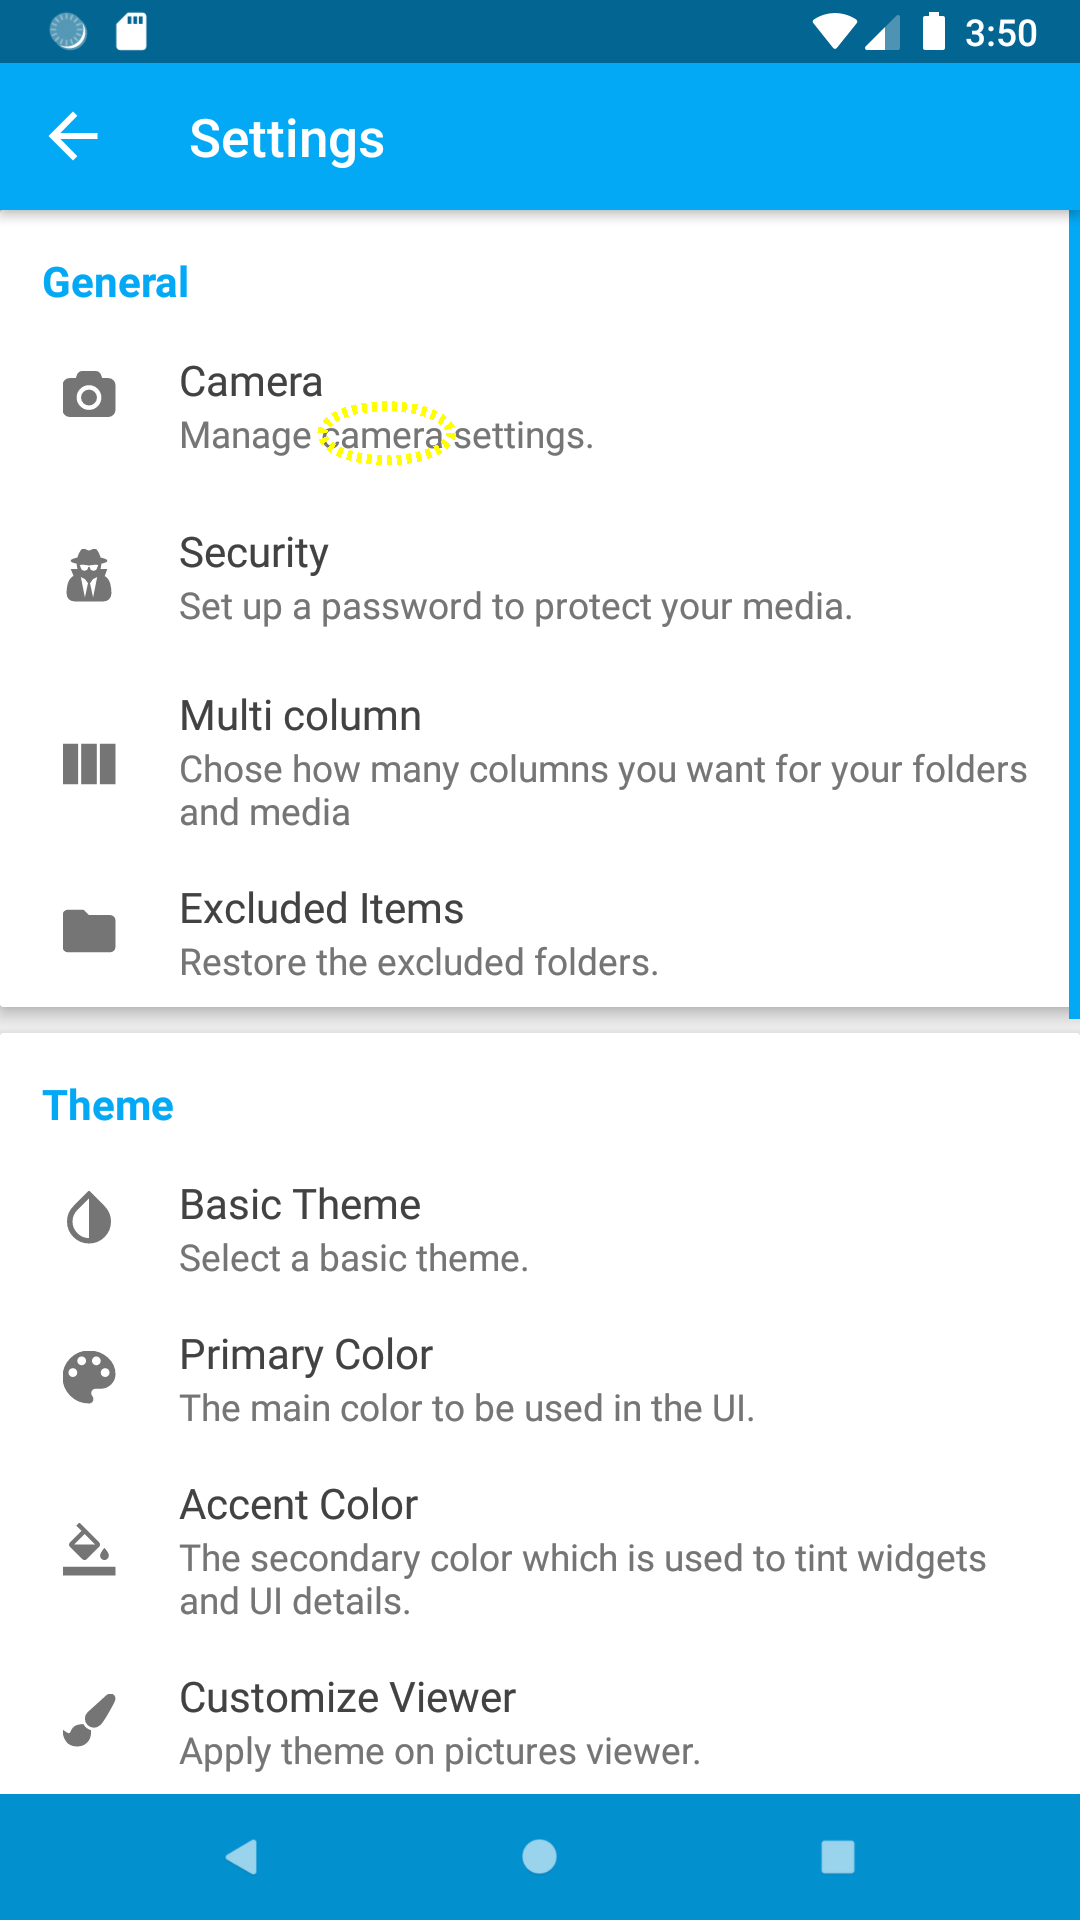 3:50
Settings
General
Camera
Manage camera settings.
Security
Set up a password to protect your media.
Multi column
Chose how many columns you want for your folders
and media
Excluded Items
Restore the excluded folders.
Theme
Basic Theme
Select a basic theme.
Primary Color
The main color to be used in the UI.
Accent Color
The secondary color which is used to tint widgets
and UI details.
Customize Viewer
Apply theme on pictures viewer.